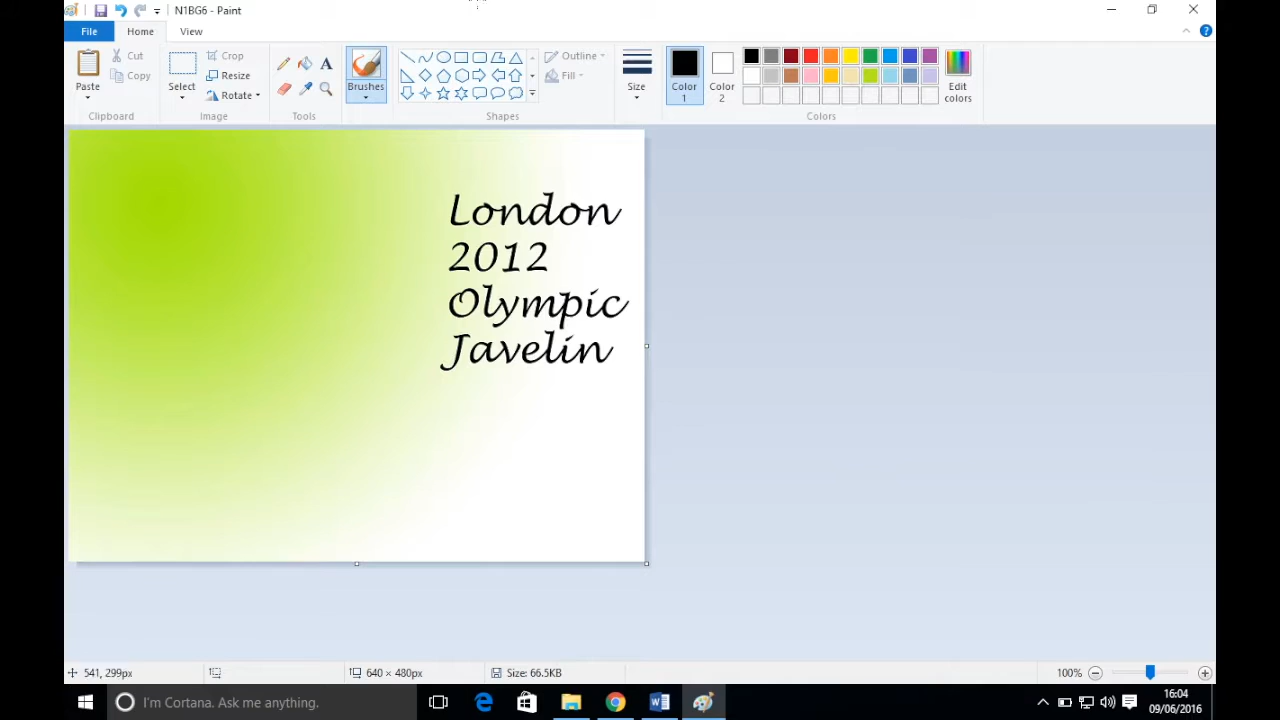 N1BG6 - Paint
File Home View
Paste Cut Copy Clipboard
Select Crop Resize Rotate Image
Tools
Brushes
Shapes Outline Fill
Size
Color 1 Color 2
Colors
Edit colors
London
2012
Olympic
Javelin
541, 299px 640 × 480px Size: 66.5KB 100%
I'm Cortana. Ask me anything.
16:04
09/06/2016